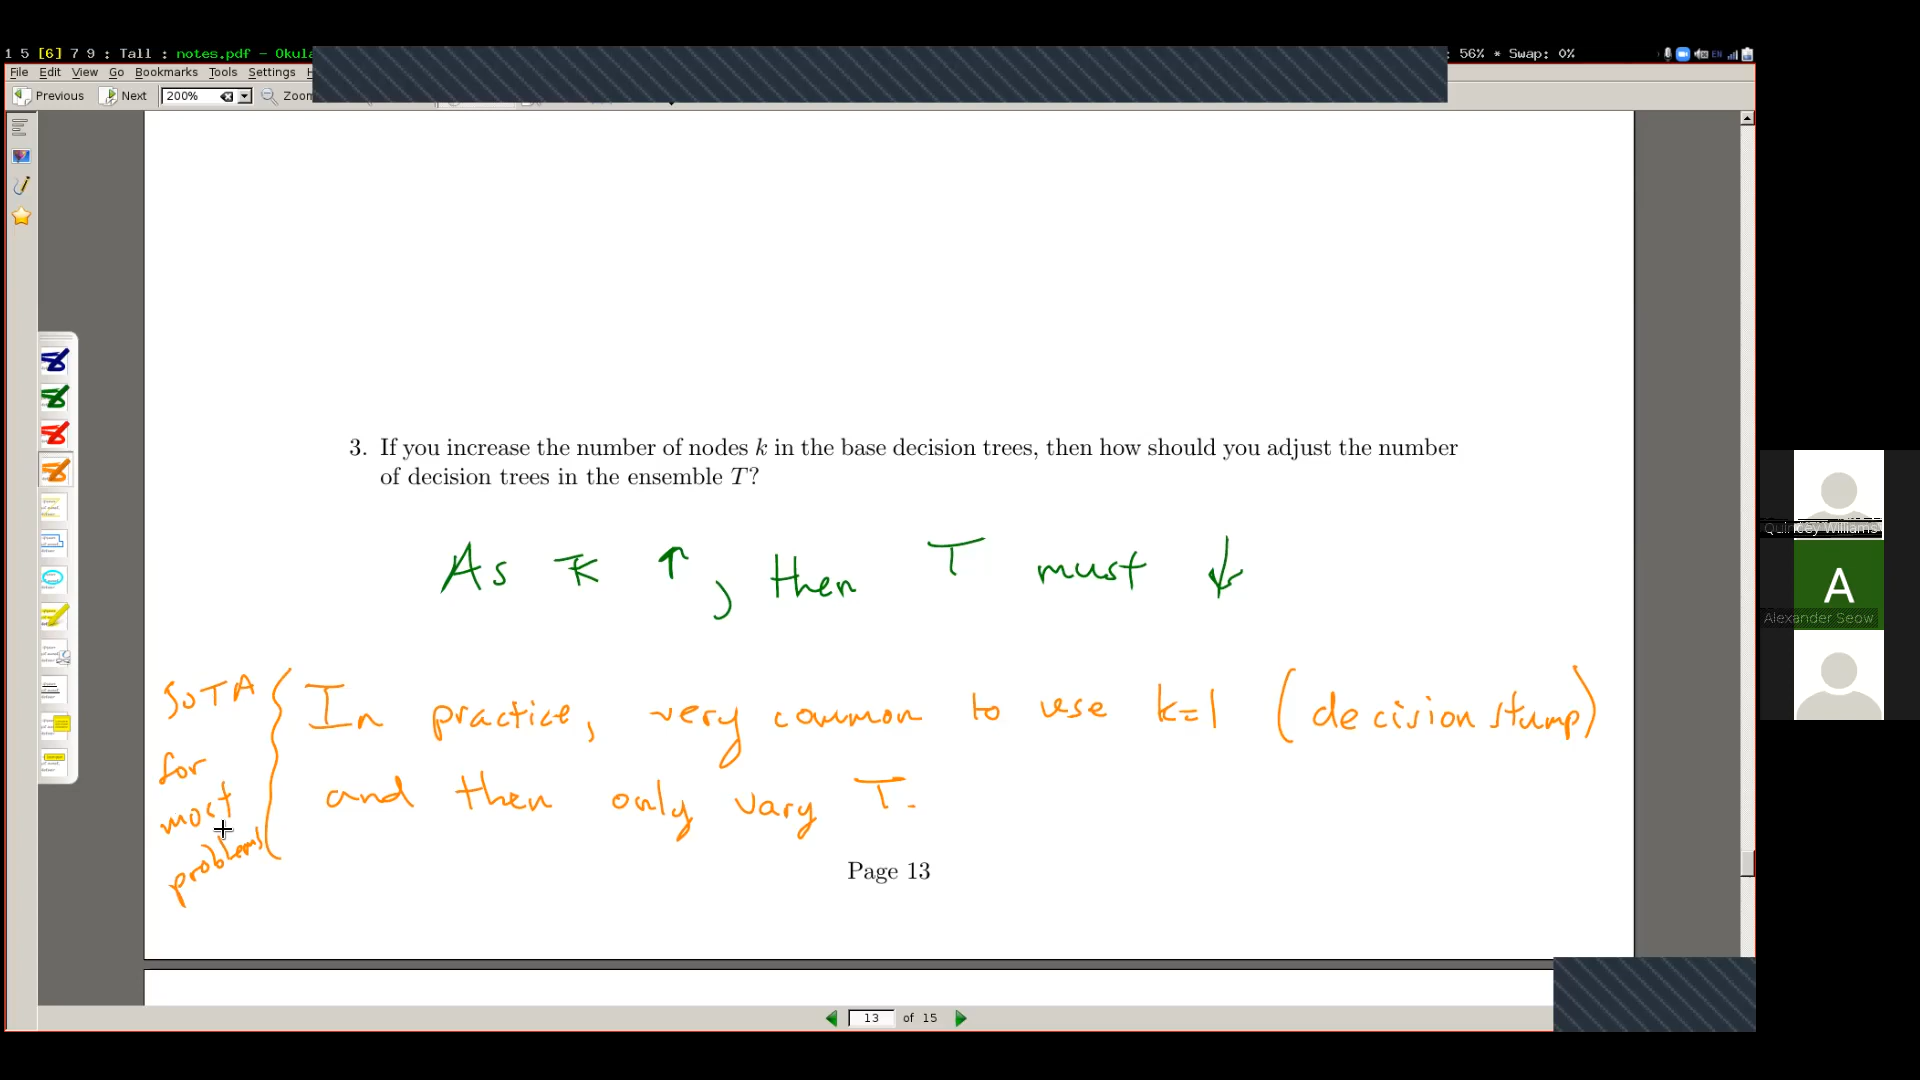 1 5 [6] 7 9 : Tall : notes.pdf - Okula
: 56% * Swap: 0%
EN
File Edit View Go Bookmarks Tools Settings H
Previous Next 200% Zoom
3. If you increase the number of nodes k in the base decision trees, then how should you adjust the number
of decision trees in the ensemble T?
As k ↑, then T must ↓
SOTA
for
most
problems
In practice, very common to use k=1 (decision stump)
and then only vary T.
Page 13
Quincey Williams
A
Alexander Seow
13 of 15